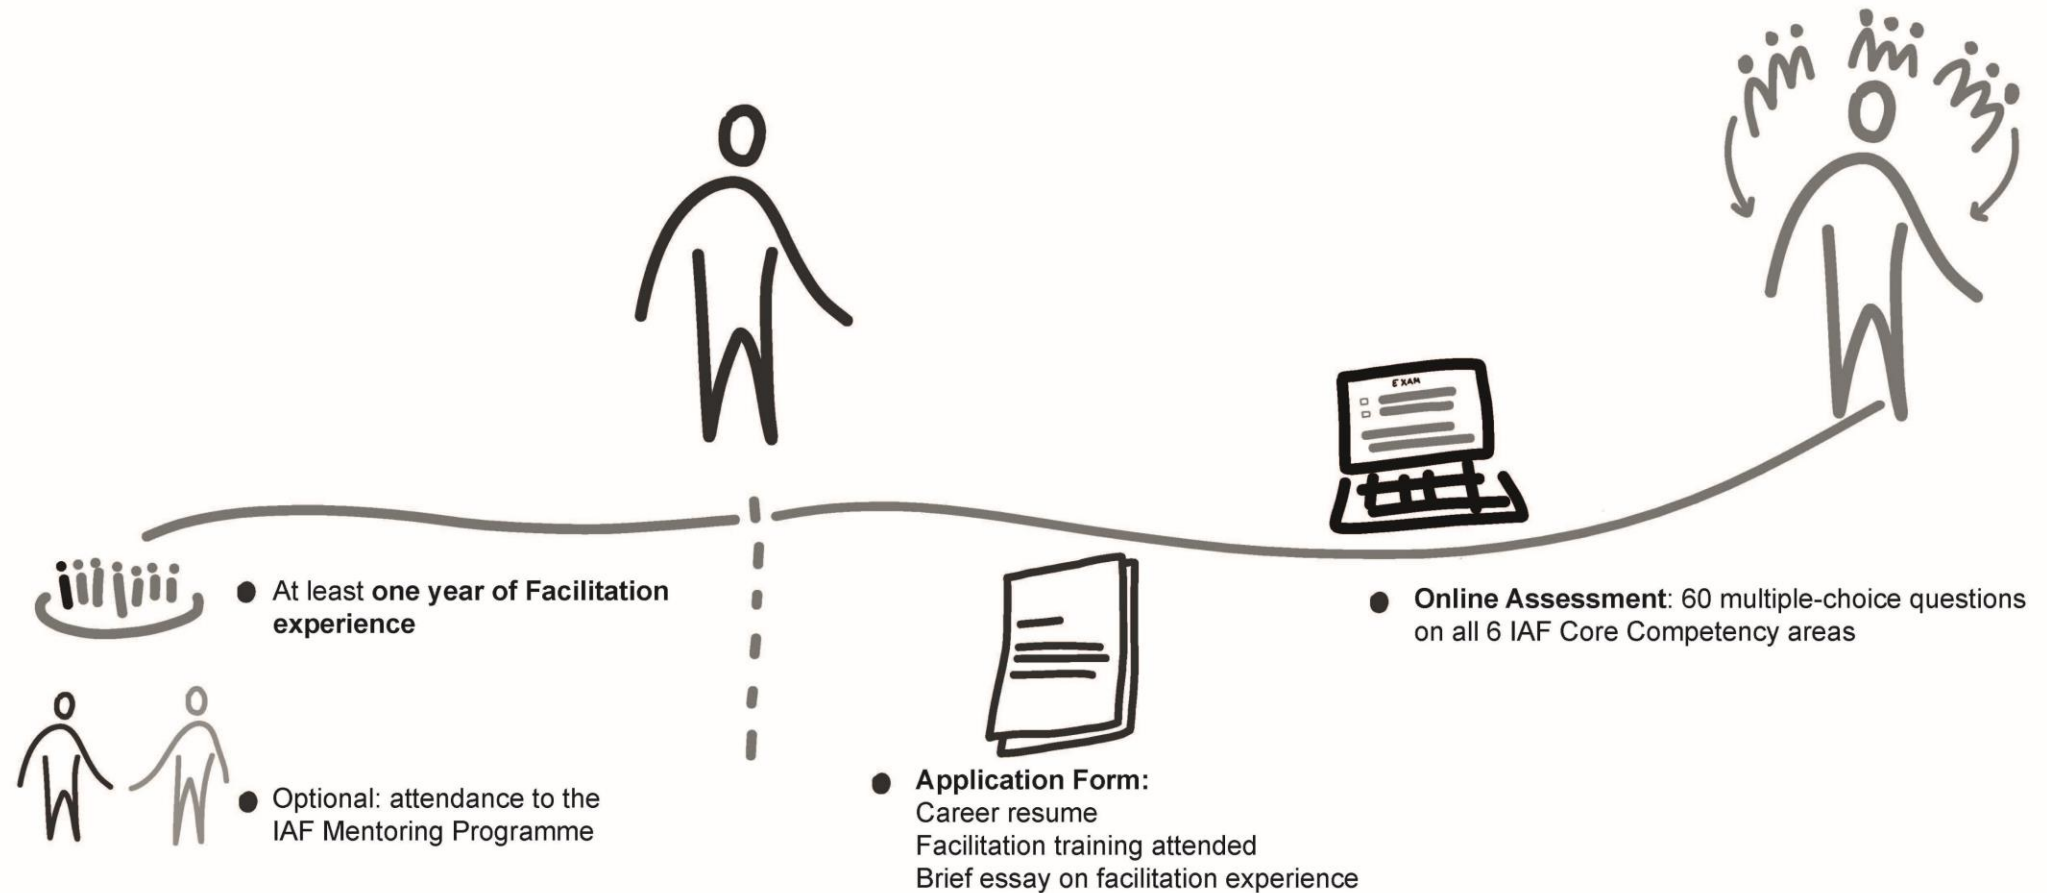 EXAM
At least one year of Facilitation
experience
Optional: attendance to the
IAF Mentoring Programme
Application Form:
Career resume
Facilitation training attended
Brief essay on facilitation experience
Online Assessment: 60 multiple-choice questions
on all 6 IAF Core Competency areas